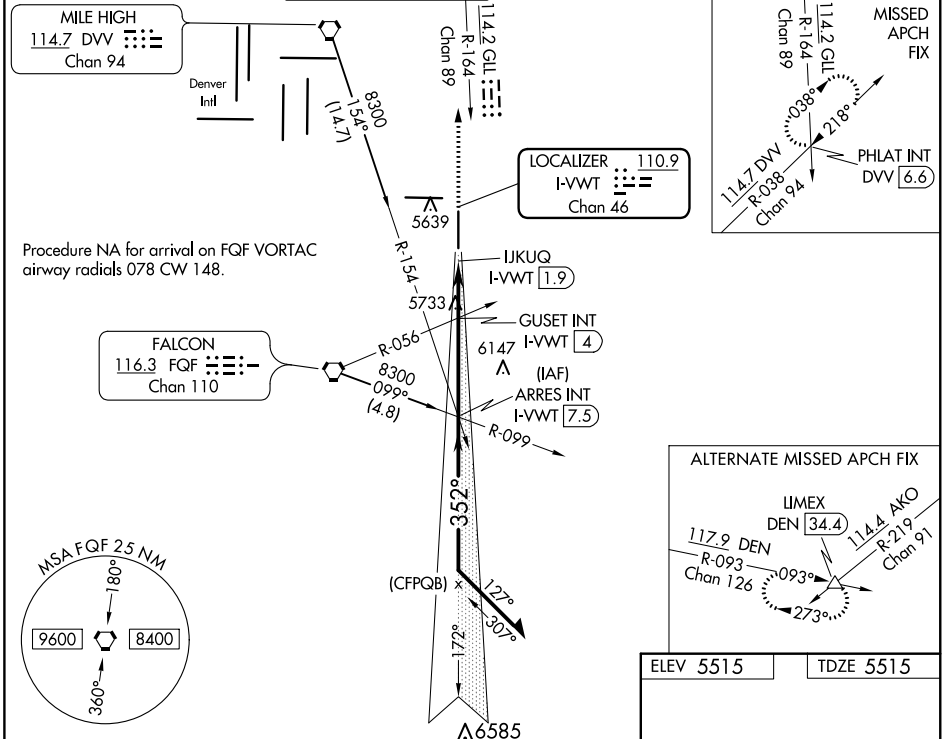 MILE HIGH
114.7 DVV
Chan 94
Denver
Intl
8300
154°
(14.7)
114.2 GLL
R-164
Chan 89
LOCALIZER 110.9
I-VWT
Chan 46
MISSED
APCH
FIX
114.2 GLL
R-164
Chan 89
038°
218°
114.7 DVV
R-038
Chan 94
PHLAT INT
DVV 6.6
5639
Procedure NA for arrival on FQF VORTAC
airway radials 078 CW 148.
R-154
IJKUQ
I-VWT 1.9
5733
GUSET INT
I-VWT 4
6147
(IAF)
ARRES INT
I-VWT 7.5
FALCON
116.3 FQF
Chan 110
R-056
8300
099°
(4.8)
R-099
352°
(CFPQB)
127°
307°
172°
6585
MSA FQF 25 NM
180°
9600
8400
360°
ALTERNATE MISSED APCH FIX
LIMEX
DEN 34.4
117.9 DEN
R-093
Chan 126
093°
273°
114.4 AKO
R-219
Chan 91
ELEV 5515
TDZE 5515